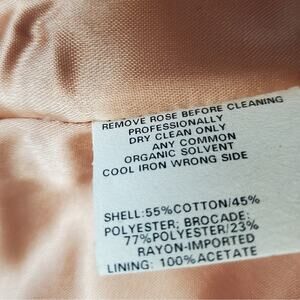 REMOVE ROSE BEFORE CLEANING
PROFESSIONALLY
DRY CLEAN ONLY
ANY COMMON
ORGANIC SOLVENT
COOL IRON WRONG SIDE
SHELL:55%COTTON/45%
POLYESTER; BROCADE:
77%POLYESTER/23%
RAYON-IMPORTED
LINING: 100%ACETATE